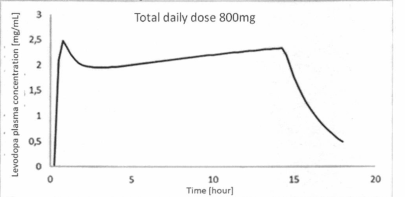 Total daily dose 800mg
Levodopa plasma concentration [mg/mL]
3
2,5
2
1,5
1
0,5
0
0 5 10 15 20
Time [hour]